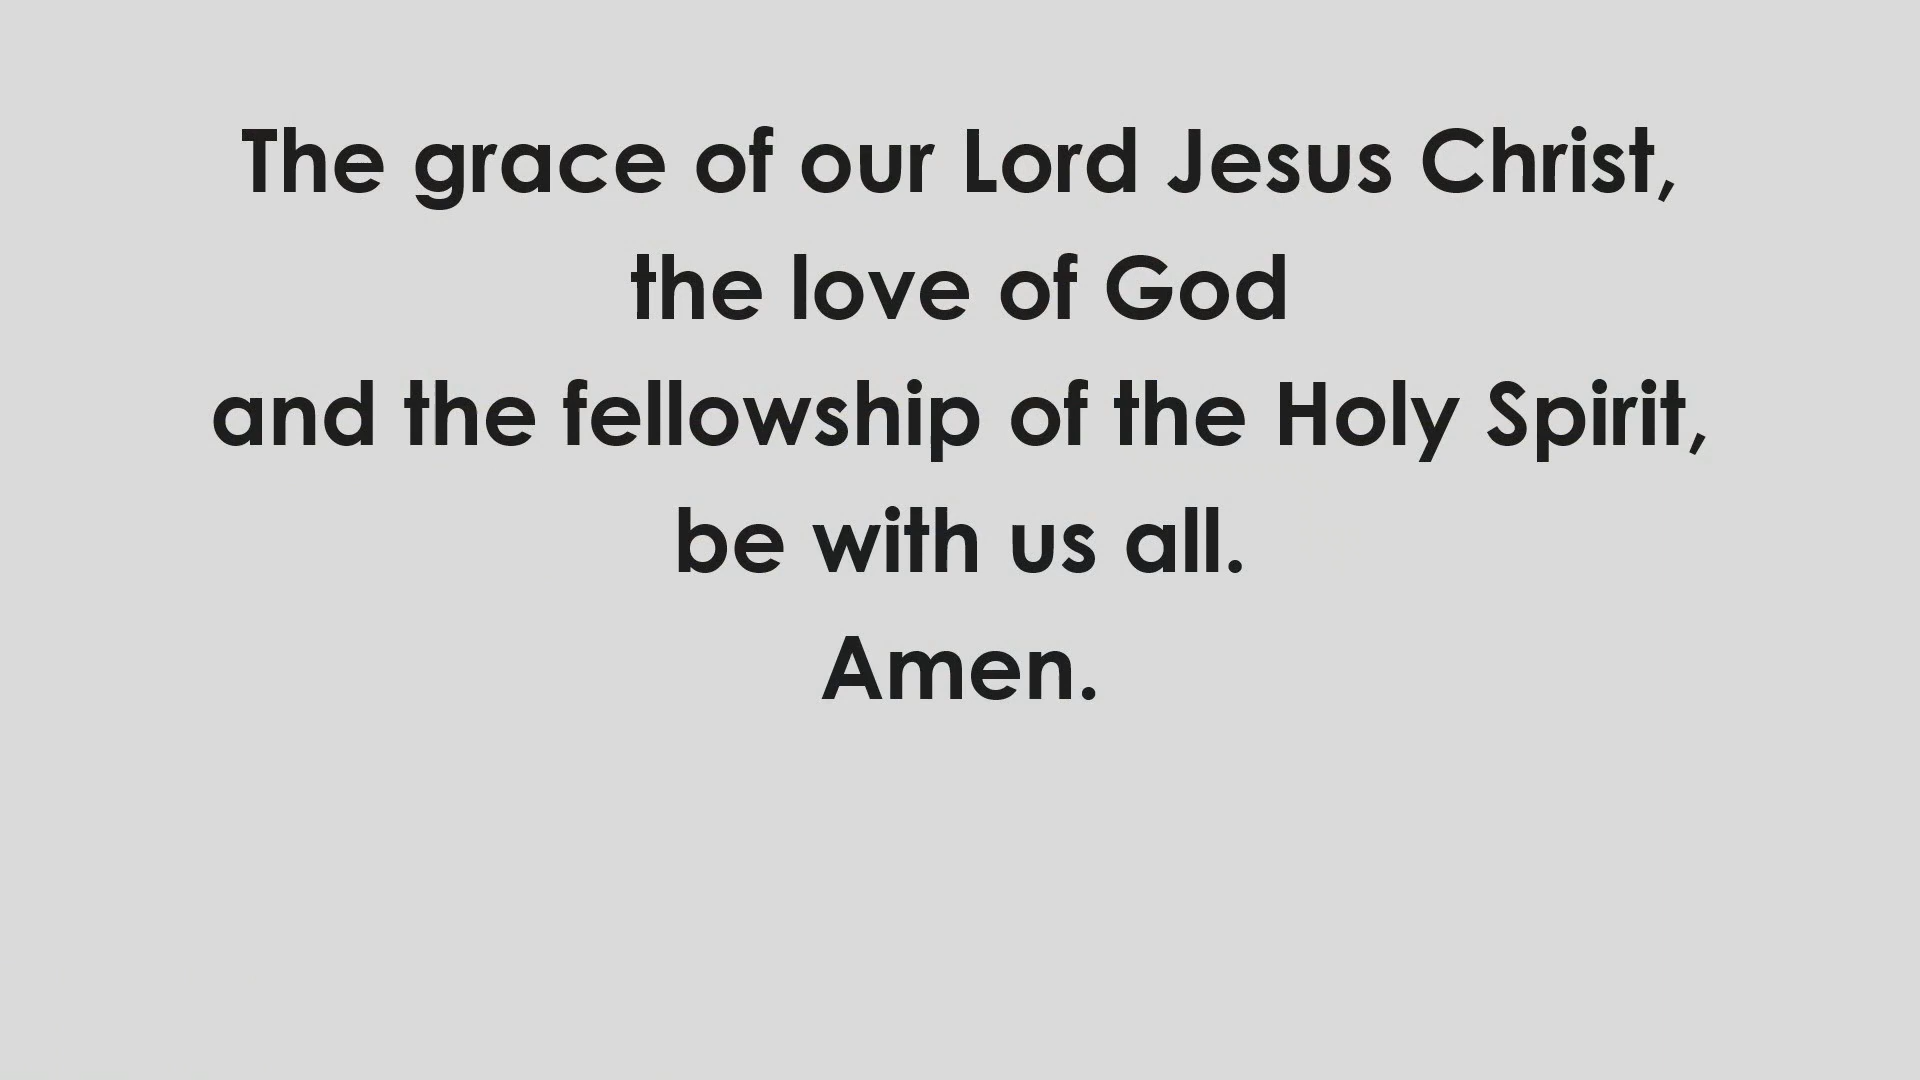 The grace of our Lord Jesus Christ,
the love of God
and the fellowship of the Holy Spirit,
be with us all.
Amen.